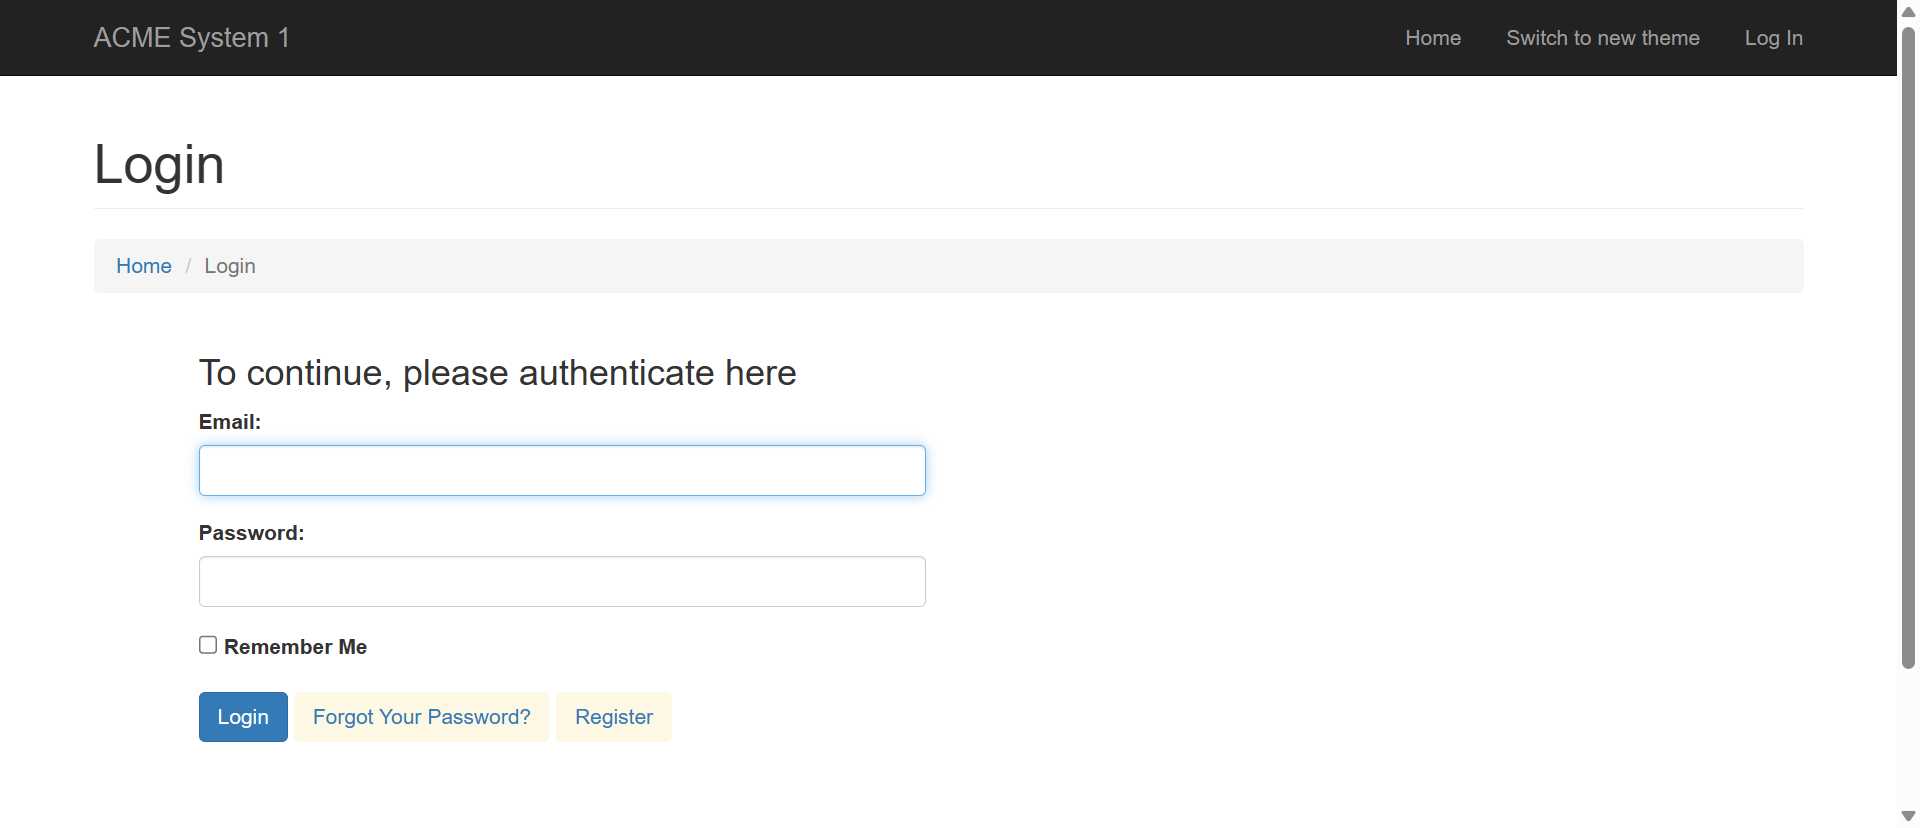 ACME System 1
Home
Switch to new theme
Log In
Login
Home / Login
To continue, please authenticate here
Email:
Password:
Remember Me
Login
Forgot Your Password?
Register